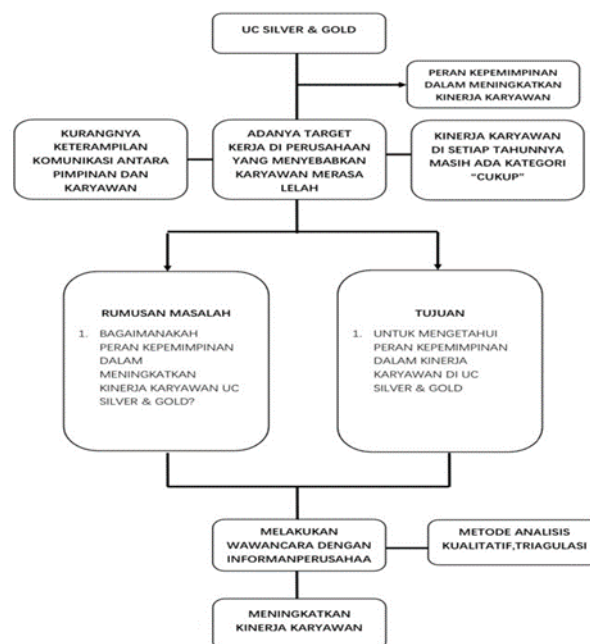 UC SILVER & GOLD
PERAN KEPEMIMPINAN
DALAM MENINGKATKAN
KINERJA KARYAWAN
KURANGNYA
KETERAMPILAN
KOMUNIKASI ANTARA
PIMPINAN DAN
KARYAWAN
ADANYA TARGET
KERJA DI PERUSAHAAN
YANG MENYEBABKAN
KARYAWAN MERASA
LELAH
KINERJA KARYAWAN
DI SETIAP TAHUNNYA
MASIH ADA KATEGORI
"CUKUP"
RUMUSAN MASALAH
1. BAGAIMANAKAH
PERAN KEPEMIMPINAN
DALAM
MENINGKATKAN
KINERJA KARYAWAN UC
SILVER & GOLD?
TUJUAN
1. UNTUK MENGETAHUI
PERAN KEPEMIMPINAN
DALAM KINERJA
KARYAWAN DI UC
SILVER & GOLD
MELAKUKAN
WAWANCARA DENGAN
INFORMANPERUSAHAA
METODE ANALISIS
KUALITATIF,TRIAGULASI
MENINGKATKAN
KINERJA KARYAWAN